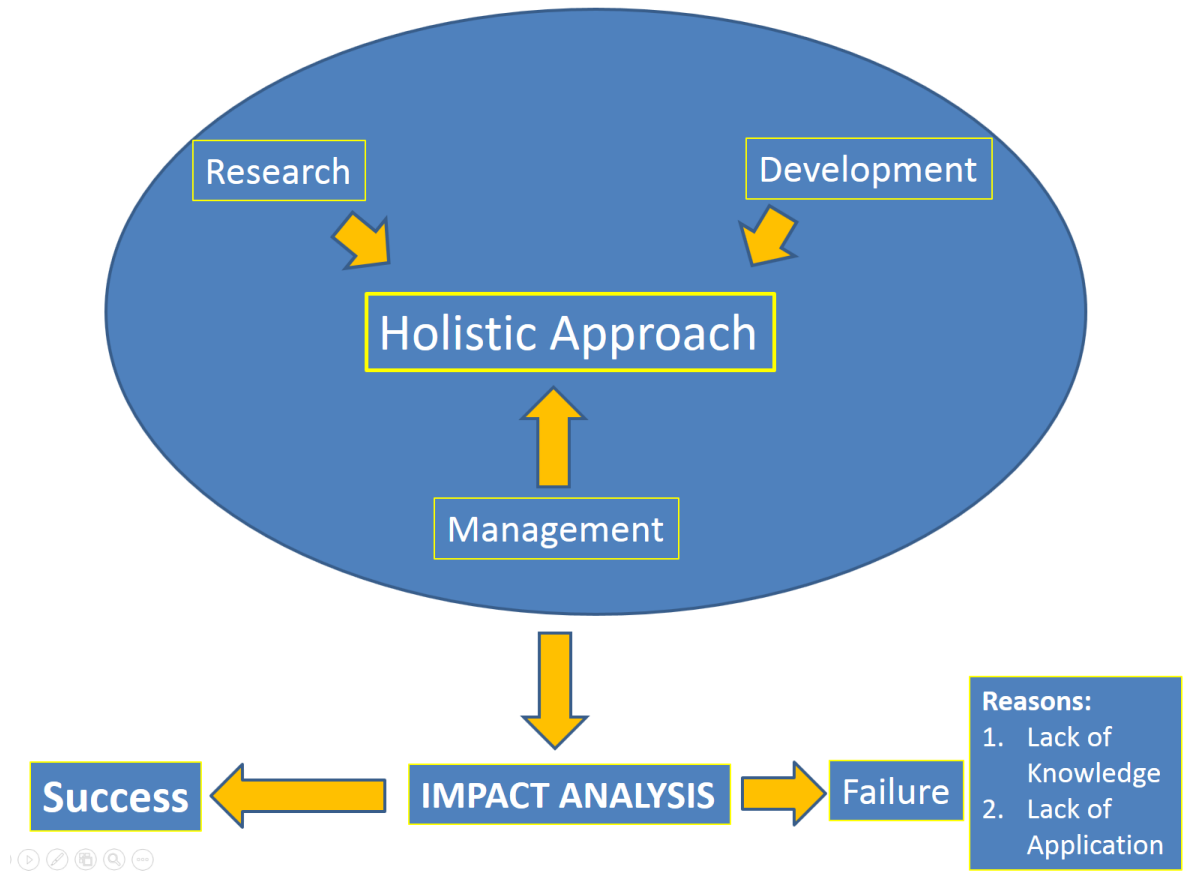 Research
Development
Holistic Approach
Management
Success
IMPACT ANALYSIS
Failure
Reasons:
1. Lack of
Knowledge
2. Lack of
Application